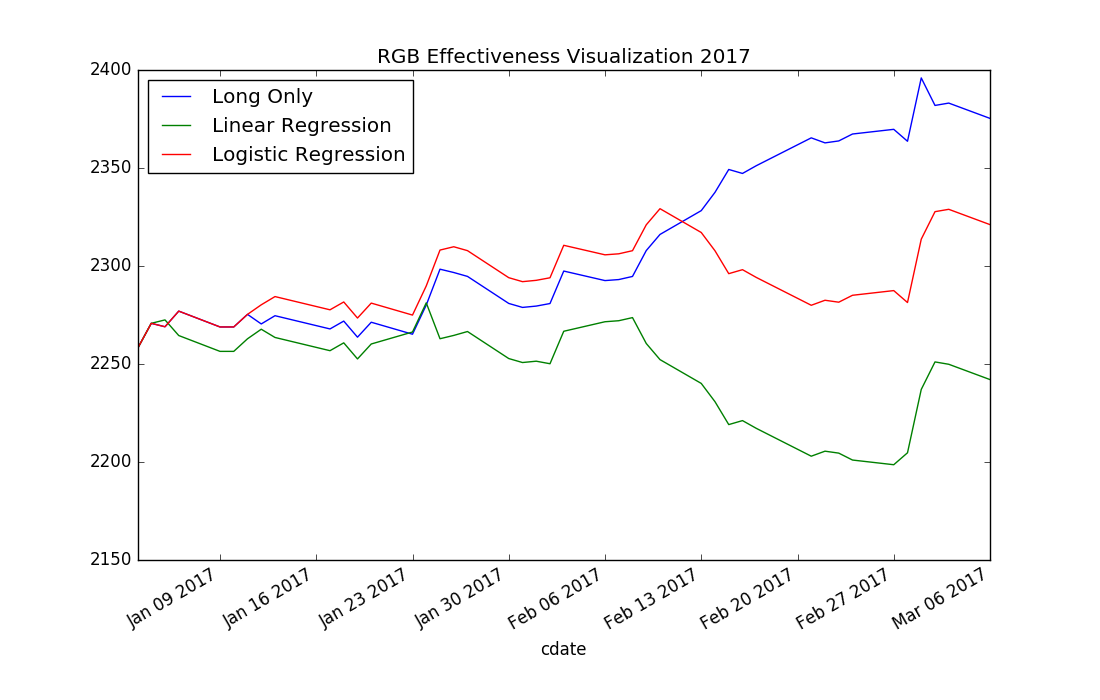 RGB Effectiveness Visualization 2017
2400
2350
2300
2250
2200
2150
Long Only
Linear Regression
Logistic Regression
Jan 09 2017
Jan 16 2017
Jan 23 2017
Jan 30 2017
Feb 06 2017
Feb 13 2017
Feb 20 2017
Feb 27 2017
Mar 06 2017
cdate